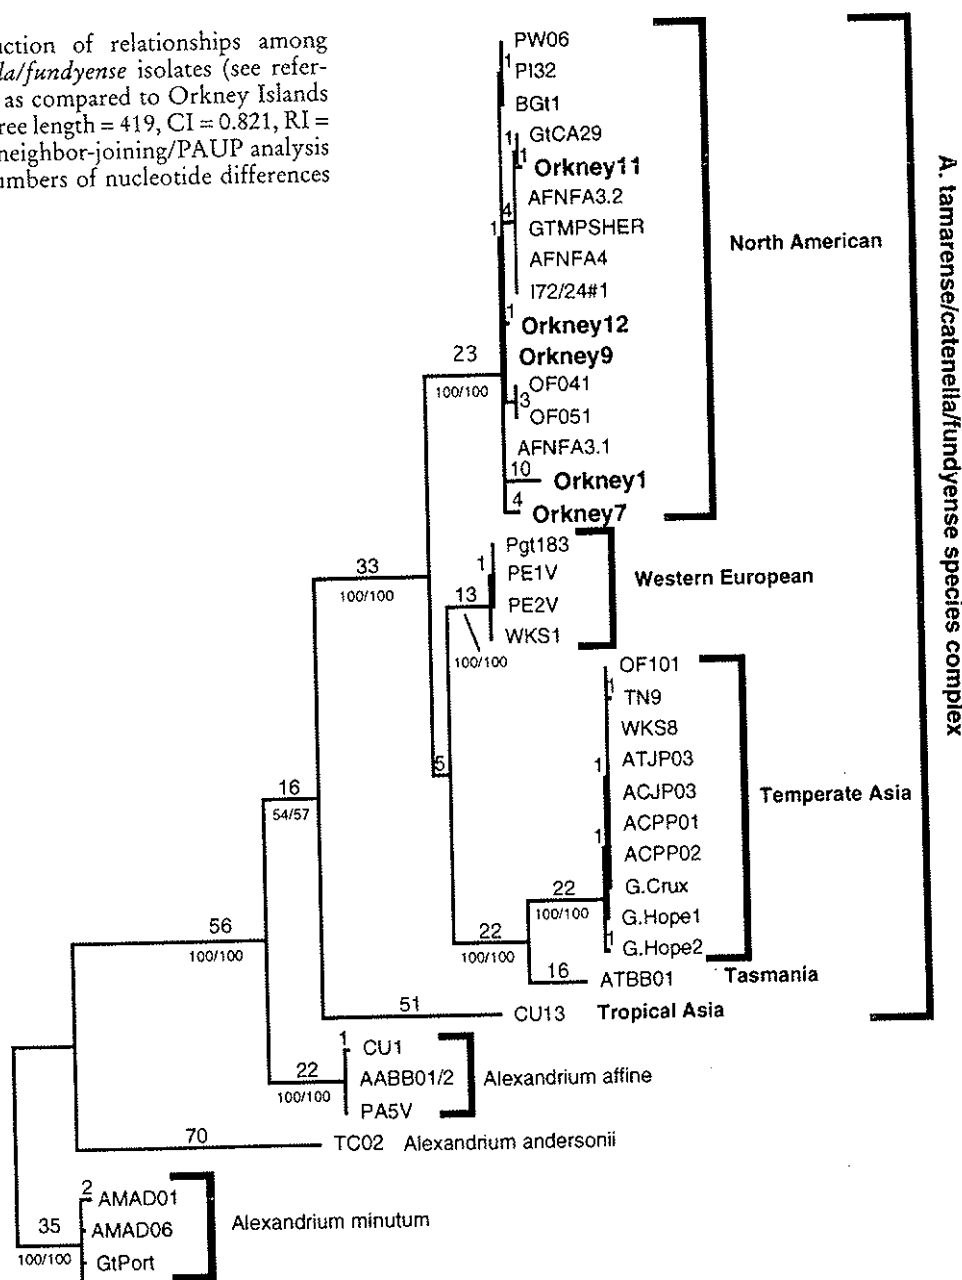 uction of relationships among
la/fundyense isolates (see refer-
as compared to Orkney Islands
ree length = 419, CI = 0.821, RI =
neighbor-joining/PAUP analysis
umbers of nucleotide differences
PW06
1
PI32
BGt1
1
GtCA29
1
Orkney11
AFNFA3.2
4
1
GTMPSHER
North American
AFNFA4
I72/24#1
1
Orkney12
23
100/100
Orkney9
OF041
3
OF051
AFNFA3.1
10
Orkney1
4
Orkney7
A. tamarense/catenella/fundyense species complex
Pgt183
1
PE1V
Western European
33
100/100
13
100/100
PE2V
WKS1
OF101
1
TN9
WKS8
5
1
ATJP03
ACJP03
Temperate Asia
16
54/57
ACPP01
1
ACPP02
22
100/100
G.Crux
G.Hope1
56
100/100
22
100/100
1
G.Hope2
16
ATBB01
Tasmania
51
CU13
Tropical Asia
1
CU1
22
100/100
AABB01/2
Alexandrium affine
PA5V
70
TC02
Alexandrium andersonii
2
AMAD01
35
100/100
AMAD06
Alexandrium minutum
GtPort